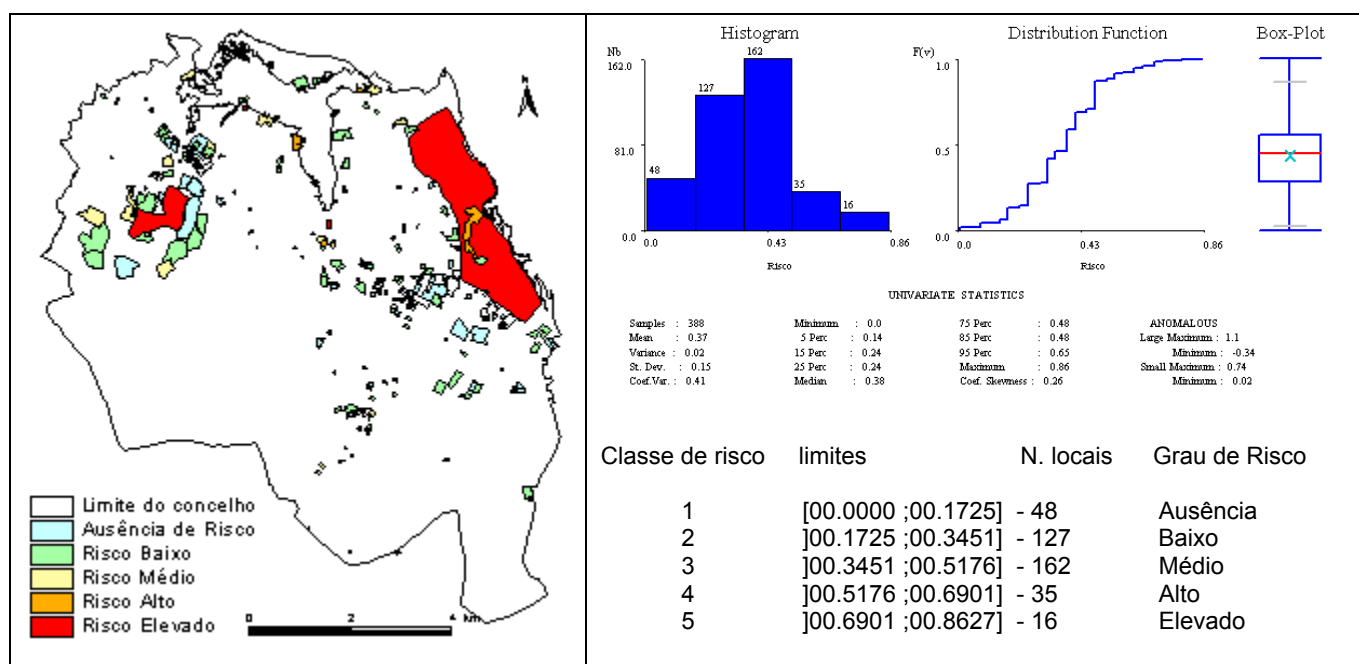 N
Limite do concelho
Ausência de Risco
Risco Baixo
Risco Médio
Risco Alto
Risco Elevado
0 2 4 km
Histogram
Nb
162.0
81.0
0.0
48
127
162
35
16
0.0 0.43 0.86
Risco
Distribution Function
F(v)
1.0
0.5
0.0
0.0 0.43 0.86
Risco
Box-Plot
UNIVARIATE STATISTICS
Samples : 388 Minimum : 0.0 75 Perc : 0.48 ANOMALOUS
Mean : 0.37 5 Perc : 0.14 85 Perc : 0.48 Large Maximum : 1.1
Variance : 0.02 15 Perc : 0.24 95 Perc : 0.65 Minimum : -0.34
St. Dev. : 0.15 25 Perc : 0.24 Maximum : 0.86 Small Maximum : 0.74
Coef.Var. : 0.41 Median : 0.38 Coef. Skewness : 0.26 Minimum : 0.02
Classe de risco limites N. locais Grau de Risco
1 [00.0000 ;00.1725] - 48 Ausência
2 ]00.1725 ;00.3451] - 127 Baixo
3 ]00.3451 ;00.5176] - 162 Médio
4 ]00.5176 ;00.6901] - 35 Alto
5 ]00.6901 ;00.8627] - 16 Elevado